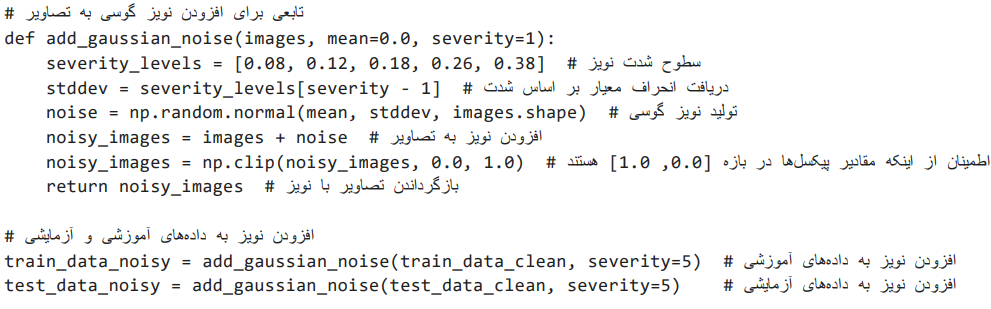 # تابعی برای افزودن نویز گوسی به تصاویر
def add_gaussian_noise(images, mean=0.0, severity=1):
    severity_levels = [0.08, 0.12, 0.18, 0.26, 0.38]  # سطوح شدت نویز
    stddev = severity_levels[severity - 1]  # دریافت انحراف معیار بر اساس شدت
    noise = np.random.normal(mean, stddev, images.shape)  # تولید نویز گوسی
    noisy_images = images + noise  # افزودن نویز به تصاویر
    noisy_images = np.clip(noisy_images, 0.0, 1.0)  # اطمینان از اینکه مقادیر پیکسل‌ها در بازه [0.0, 1.0] هستند
    return noisy_images  # بازگرداندن تصاویر با نویز
# افزودن نویز به داده‌های آموزشی و آزمایشی
train_data_noisy = add_gaussian_noise(train_data_clean, severity=5)  # افزودن نویز به داده‌های آموزشی
test_data_noisy = add_gaussian_noise(test_data_clean, severity=5)    # افزودن نویز به داده‌های آزمایشی